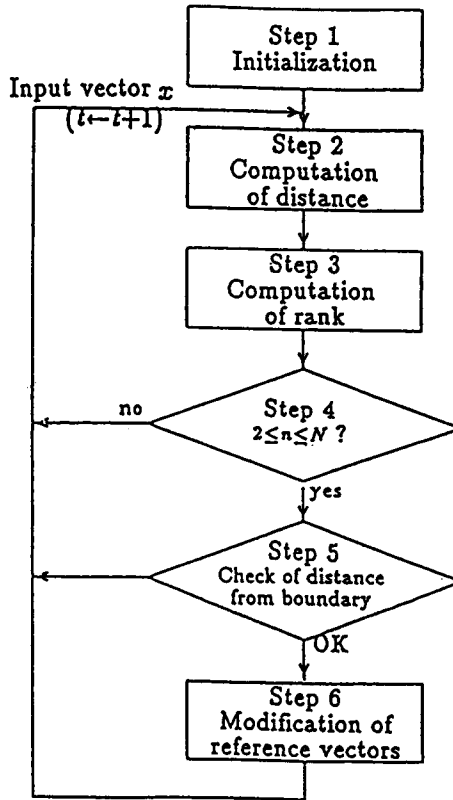 Step 1
Initialization
Input vector x
(t←t+1)
Step 2
Computation
of distance
Step 3
Computation
of rank
Step 4
2≤n≤N ?
no
yes
Step 5
Check of distance
from boundary
OK
Step 6
Modification of
reference vectors